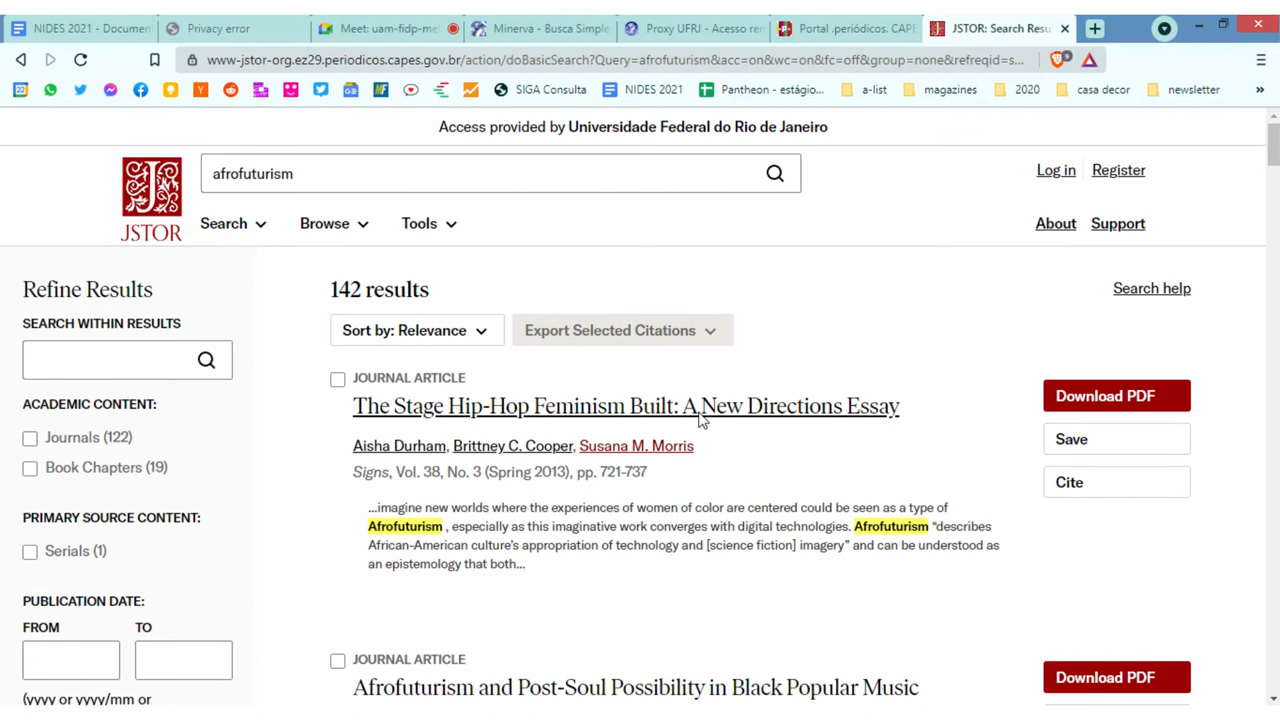 NIDES 2021 - Document
Privacy error
Meet: uam-fidp-me
Minerva - Busca Simple
Proxy UFRJ - Acesso re
Portal .periódicos. CAPE
JSTOR: Search Resu
www-jstor-org.ez29.periodicos.capes.gov.br/action/doBasicSearch?Query=afrofuturism&acc=on&wc=on&fc=off&group=none&refreqid=s...
SIGA Consulta
NIDES 2021
Pantheon - estágio...
a-list
magazines
2020
casa decor
newsletter
»
Access provided by Universidade Federal do Rio de Janeiro
JSTOR
afrofuturism
Log in
Register
Search
Browse
Tools
About
Support
Refine Results
SEARCH WITHIN RESULTS
ACADEMIC CONTENT:
Journals (122)
Book Chapters (19)
PRIMARY SOURCE CONTENT:
Serials (1)
PUBLICATION DATE:
FROM
TO
(yyyy or yyyy/mm or
142 results
Search help
Sort by: Relevance
Export Selected Citations
JOURNAL ARTICLE
The Stage Hip-Hop Feminism Built: A New Directions Essay
Aisha Durham, Brittney C. Cooper, Susana M. Morris
Signs, Vol. 38, No. 3 (Spring 2013), pp. 721-737
...imagine new worlds where the experiences of women of color are centered could be seen as a type of
Afrofuturism , especially as this imaginative work converges with digital technologies. Afrofuturism “describes
African-American culture’s appropriation of technology and [science fiction] imagery” and can be understood as
an epistemology that both...
Download PDF
Save
Cite
JOURNAL ARTICLE
Afrofuturism and Post-Soul Possibility in Black Popular Music
Download PDF